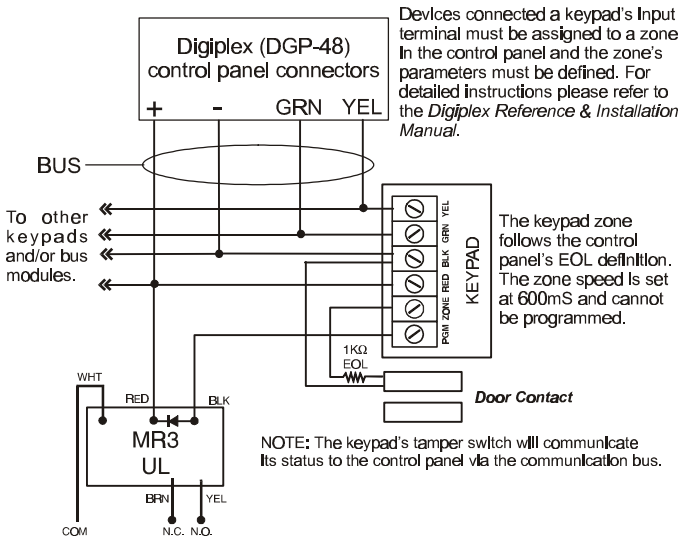 Devices connected a keypad's input
terminal must be assigned to a zone
in the control panel and the zone's
parameters must be defined. For
detailed instructions please refer to
the Digiplex Reference & Installation
Manual.
Digiplex (DGP-48)
control panel connectors
+ - GRN YEL
BUS
To other
keypads
and/or bus
modules.
YEL
GRN
BLK
RED
ZONE
PGM
KEYPAD
The keypad zone
follows the control
panel's EOL definition.
The zone speed is set
at 600mS and cannot
be programmed.
1KΩ
EOL
Door Contact
WHT
RED
BLK
MR3
UL
BRN
YEL
COM
N.C.
N.O.
NOTE: The keypad's tamper switch will communicate
its status to the control panel via the communication bus.